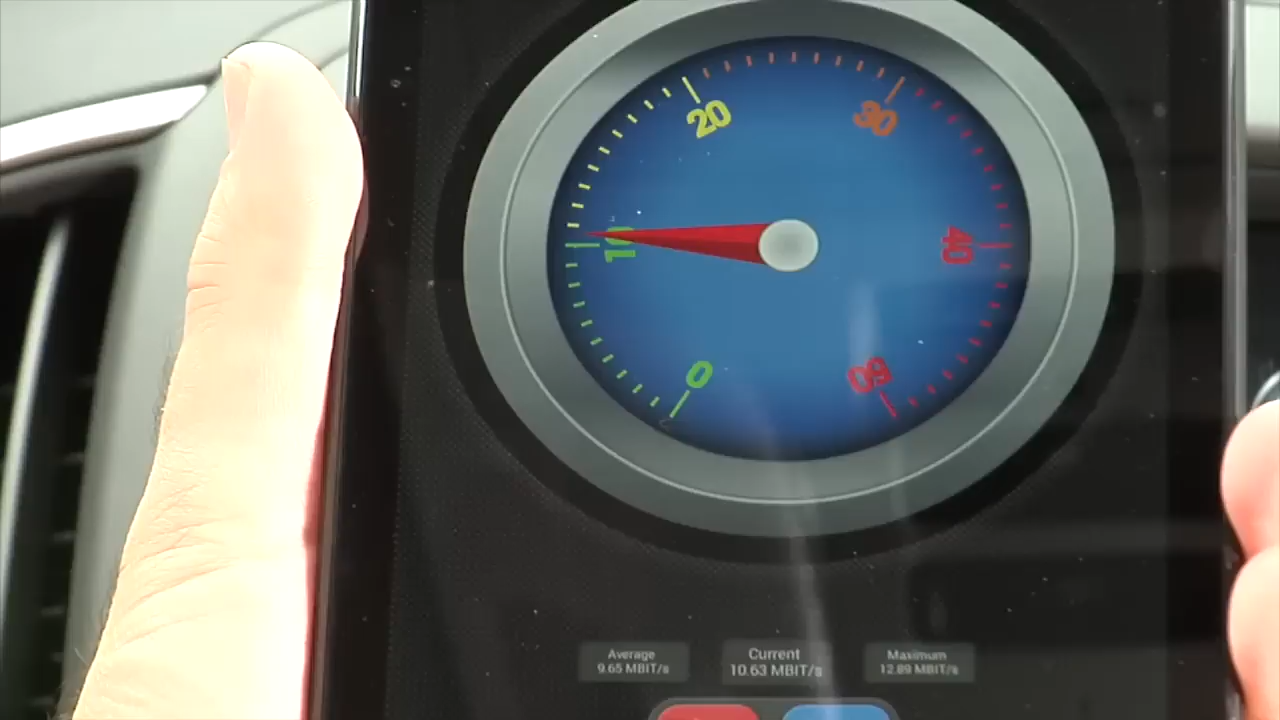 20
30
10
40
0
60
Average
9.65 MBIT/s
Current
10.63 MBIT/s
Maximum
12.89 MBIT/s